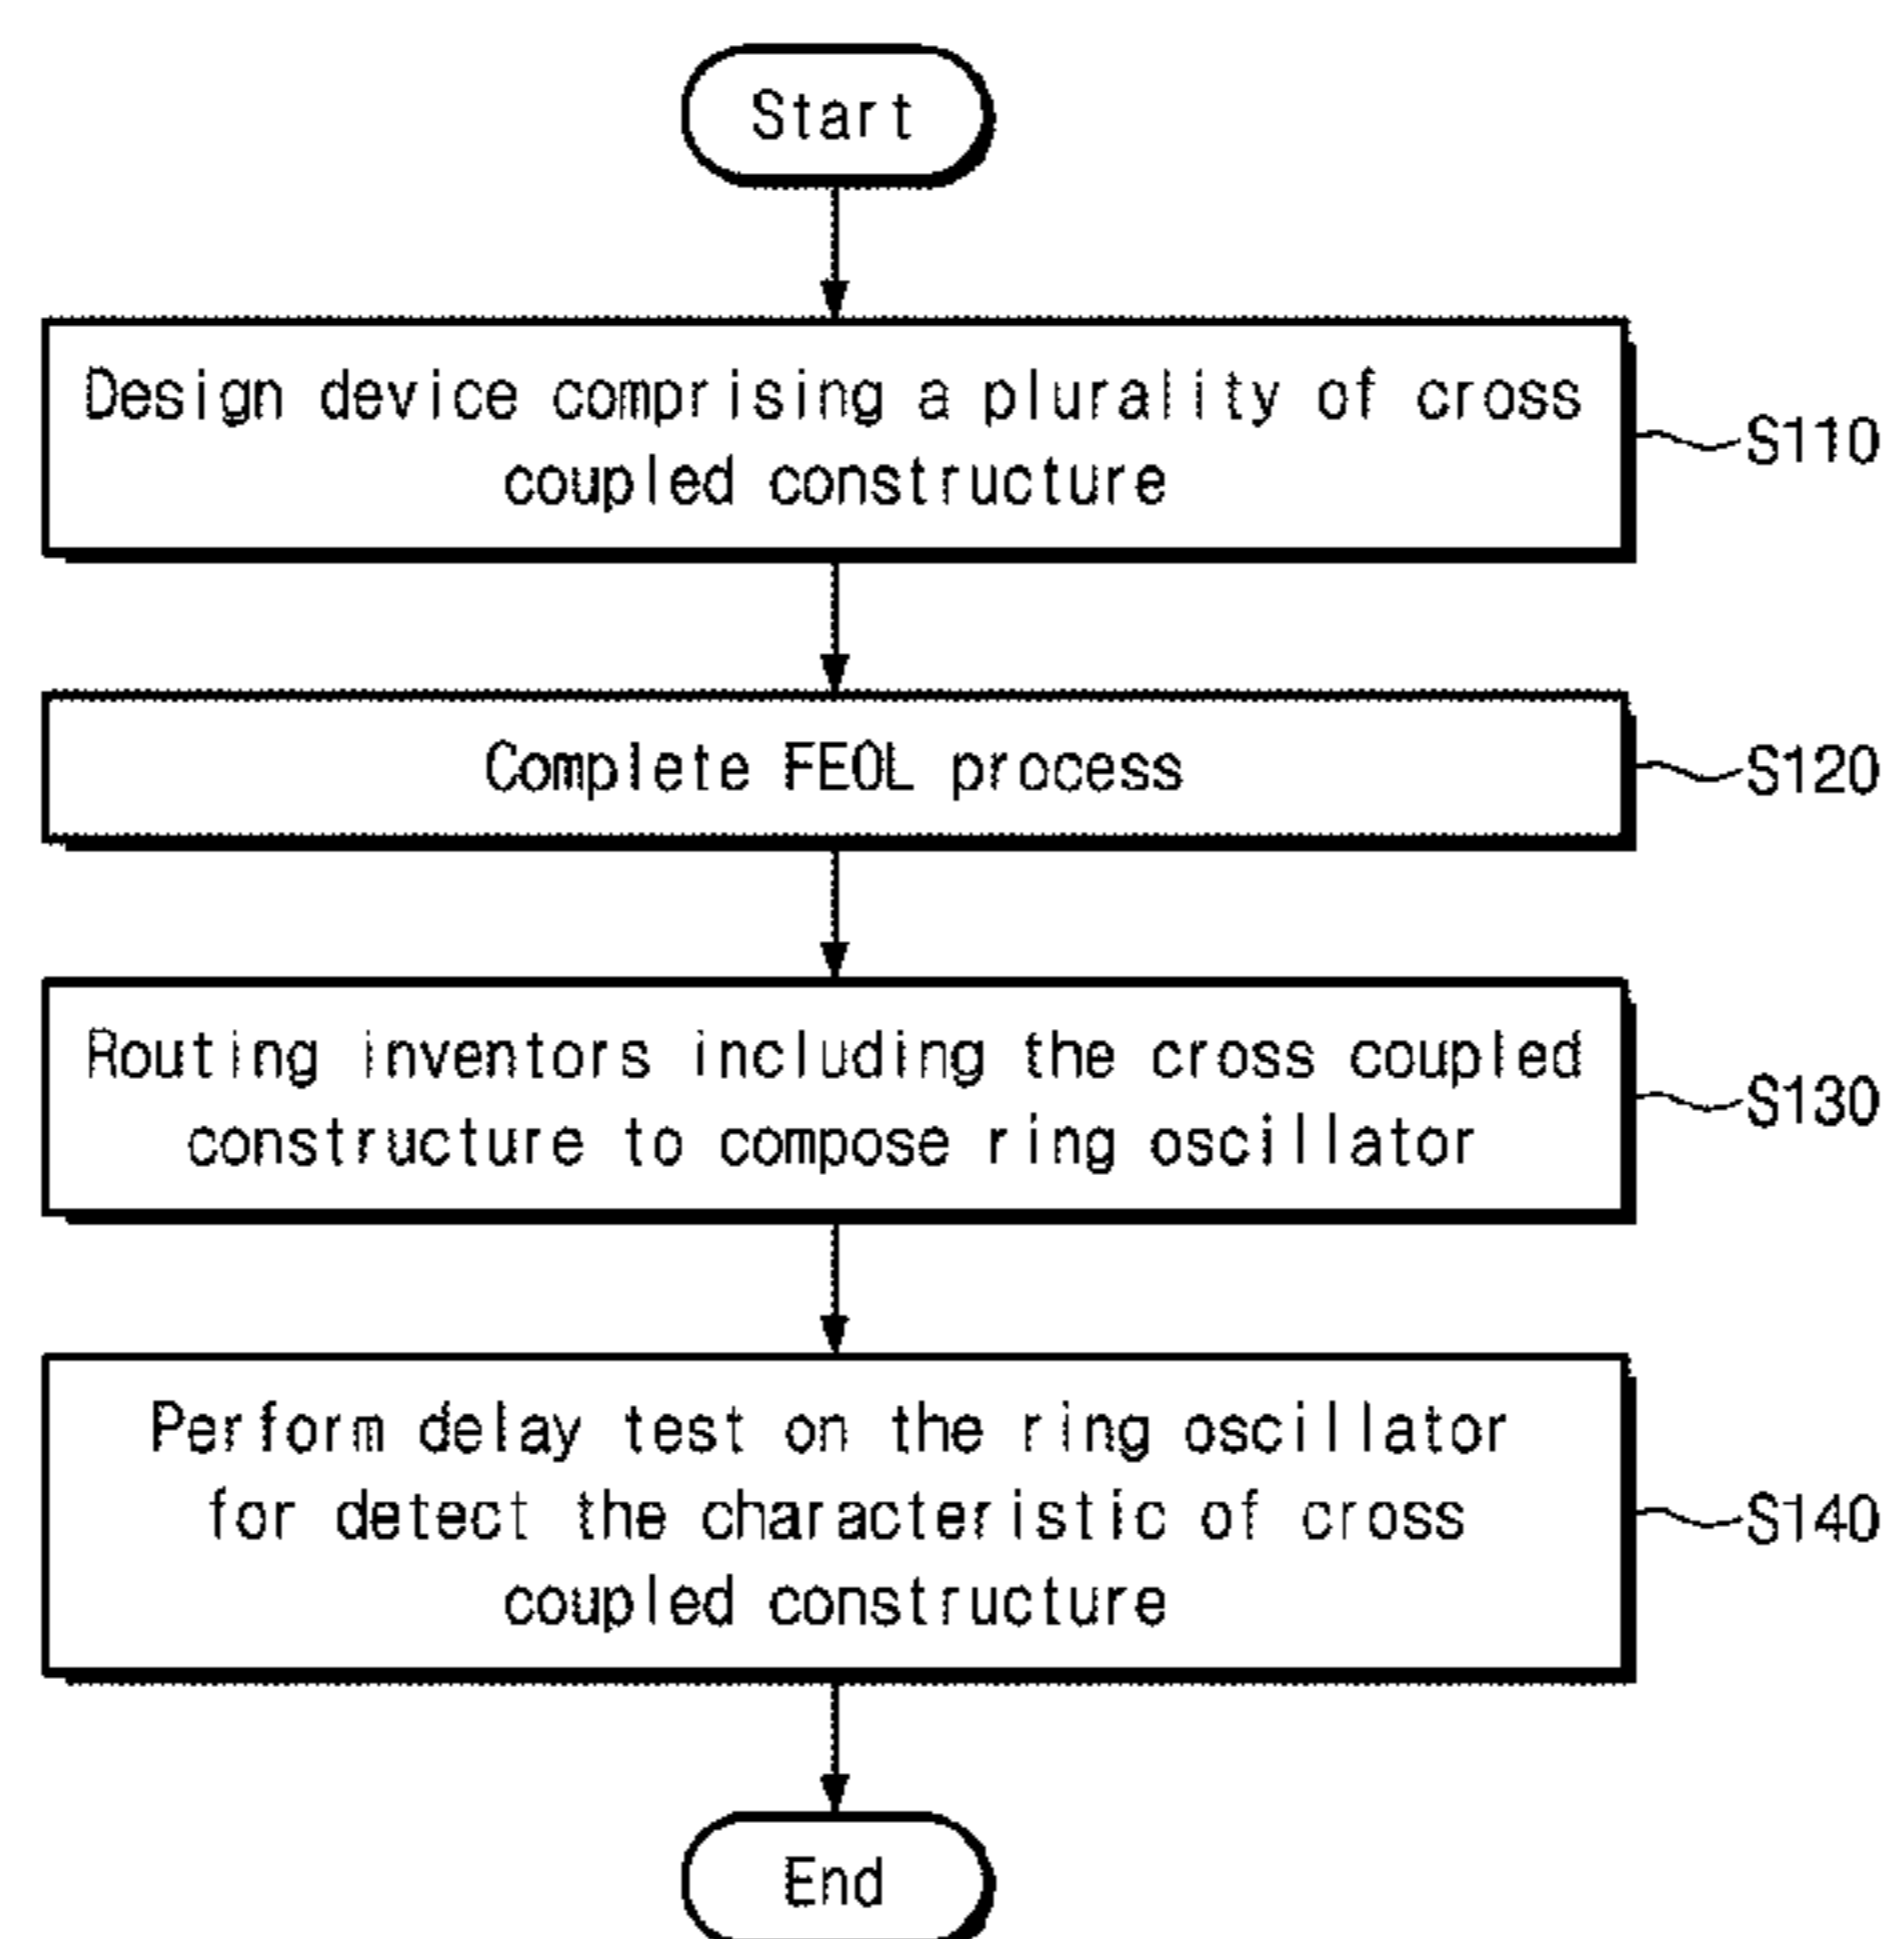 Start
Design device comprising a plurality of cross
coupled constructure
S110
Complete FEOL process
S120
Routing inventors including the cross coupled
constructure to compose ring oscillator
S130
Perform delay test on the ring oscillator
for detect the characteristic of cross
coupled constructure
S140
End